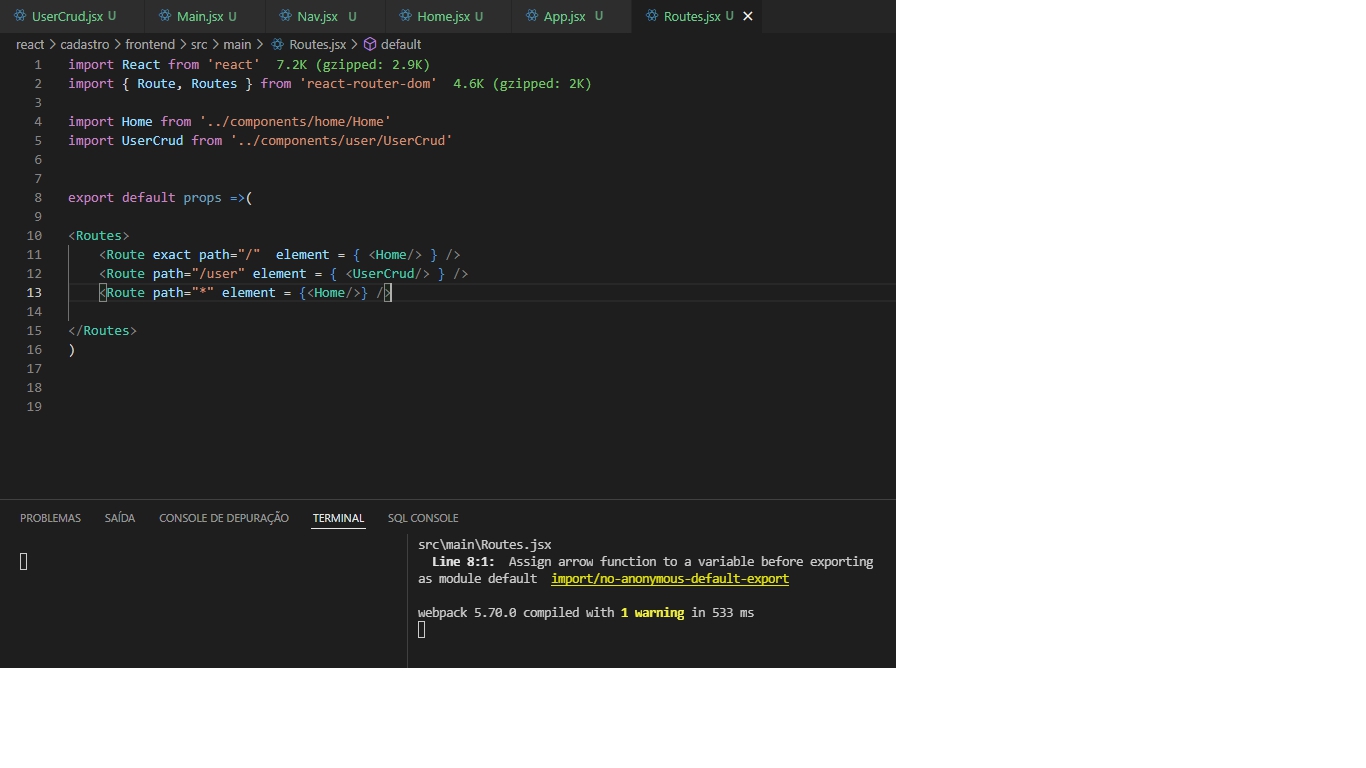 UserCrud.jsx U Main.jsx U Nav.jsx U Home.jsx U App.jsx U Routes.jsx U
react > cadastro > frontend > src > main > Routes.jsx > default
1 import React from 'react' 7.2K (gzipped: 2.9K)
2 import { Route, Routes } from 'react-router-dom' 4.6K (gzipped: 2K)
3
4 import Home from '../components/home/Home'
5 import UserCrud from '../components/user/UserCrud'
6
7
8 export default props =>(
9
10 <Routes>
11     <Route exact path="/"  element = { <Home/> } />
12     <Route path="/user" element = { <UserCrud/> } />
13     <Route path="*" element = {<Home/>} />
14
15 </Routes>
16 )
17
18
19
PROBLEMAS SAÍDA CONSOLE DE DEPURAÇÃO TERMINAL SQL CONSOLE
src\main\Routes.jsx
Line 8:1:  Assign arrow function to a variable before exporting
as module default  import/no-anonymous-default-export
webpack 5.70.0 compiled with 1 warning in 533 ms